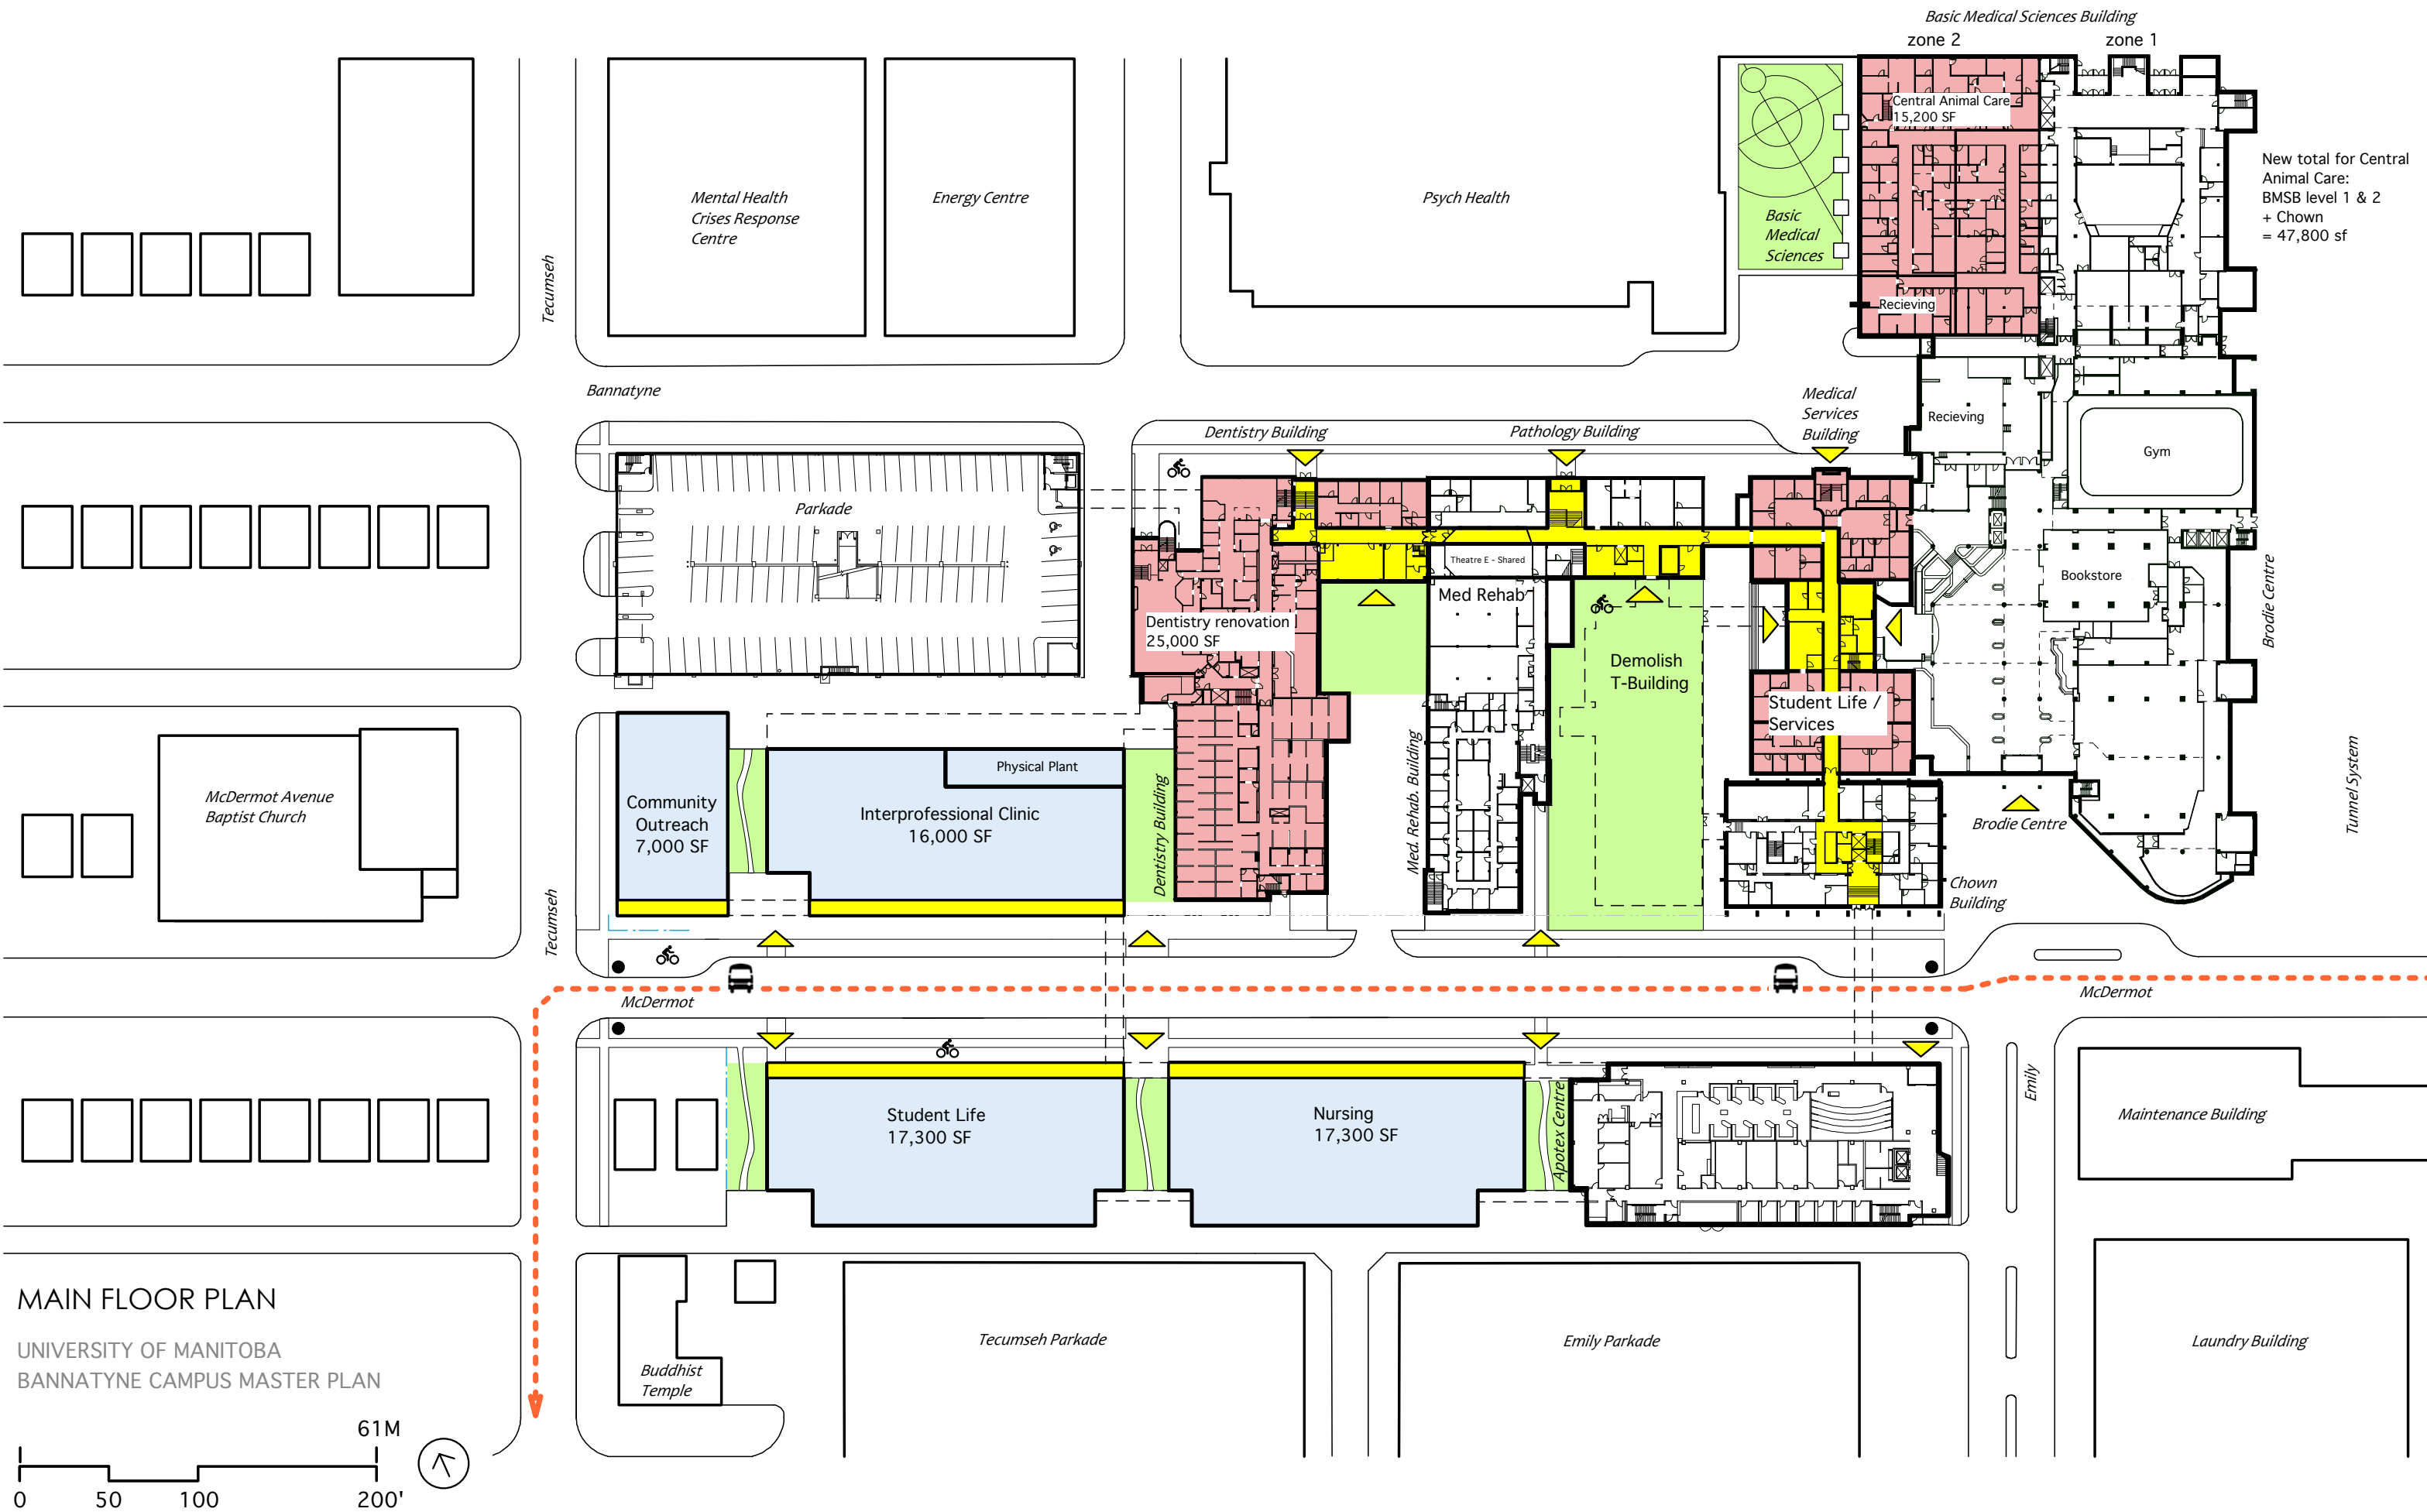 Basic Medical Sciences Building
zone 2
zone 1
Central Animal Care
15,200 SF
New total for Central
Animal Care:
BMSB level 1 & 2
+ Chown
= 47,800 sf
Mental Health
Crises Response
Centre
Energy Centre
Psych Health
Basic
Medical
Sciences
Tecumseh
Recieving
Bannatyne
Medical
Services
Building
Recieving
Dentistry Building
Pathology Building
Gym
Parkade
Theatre E - Shared
Bookstore
Med Rehab
Brodie Centre
Dentistry renovation
25,000 SF
Demolish
T-Building
Student Life /
Services
Tunnel System
Physical Plant
McDermot Avenue
Baptist Church
Community
Outreach
7,000 SF
Interprofessional Clinic
16,000 SF
Dentistry Building
Med. Rehab. Building
Brodie Centre
Chown
Building
Tecumseh
McDermot
McDermot
Student Life
17,300 SF
Nursing
17,300 SF
Apotex Centre
Emily
Maintenance Building
MAIN FLOOR PLAN
UNIVERSITY OF MANITOBA
BANNATYNE CAMPUS MASTER PLAN
Buddhist
Temple
Tecumseh Parkade
Emily Parkade
Laundry Building
61M
0 50 100 200'